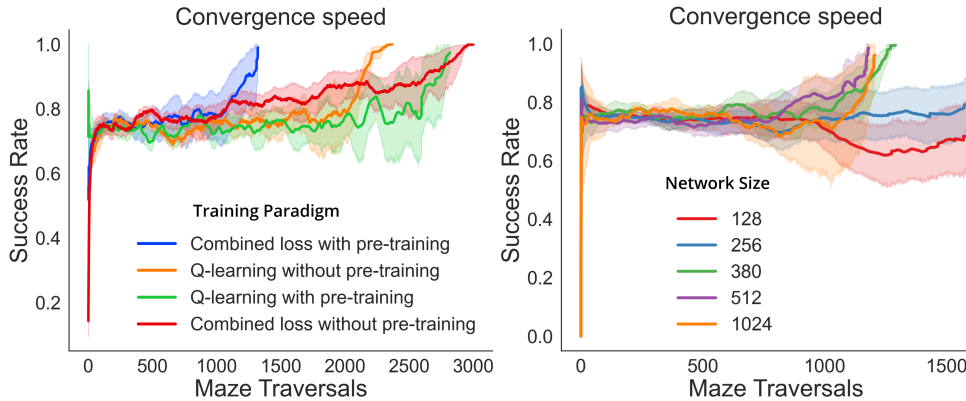 Convergence speed
Success Rate
1.0
0.8
0.6
0.4
0.2
Training Paradigm
Combined loss with pre-training
Q-learning without pre-training
Q-learning with pre-training
Combined loss without pre-training
0 500 1000 1500 2000 2500 3000
Maze Traversals
Convergence speed
Success Rate
1.0
0.8
0.6
0.4
0.2
0.0
Network Size
128
256
380
512
1024
0 500 1000 1500
Maze Traversals